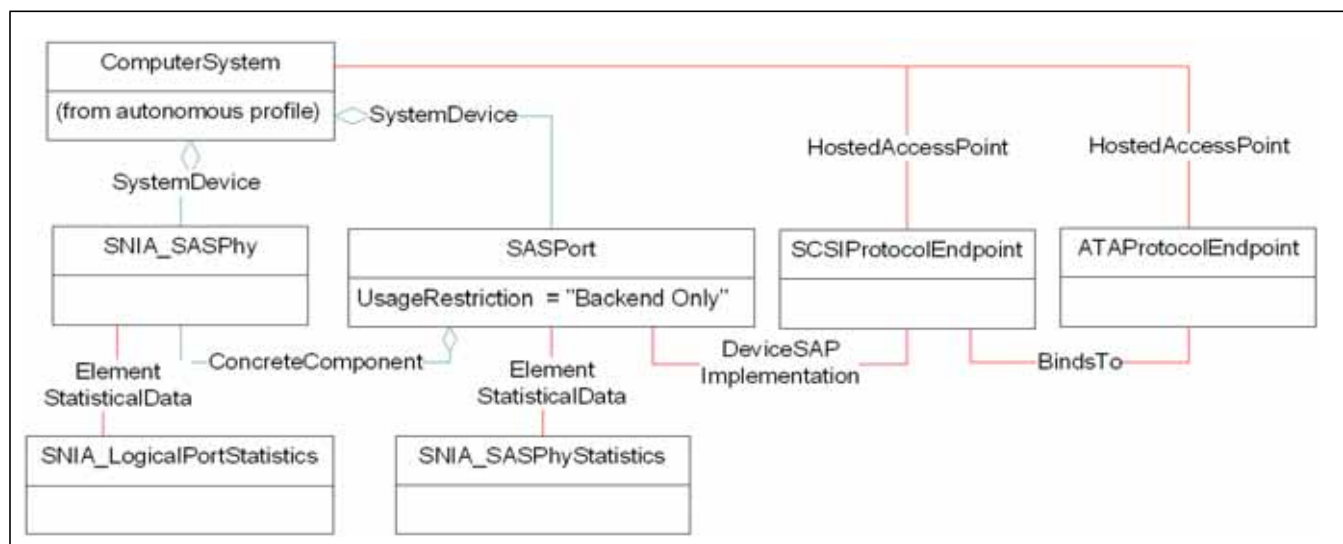 ComputerSystem
(from autonomous profile)
SystemDevice
HostedAccessPoint
HostedAccessPoint
SystemDevice
SNIA_SASPhy
SASPort
UsageRestriction = "Backend Only"
SCSIProtocolEndpoint
ATAProtocolEndpoint
ConcreteComponent
Element
StatisticalData
Element
StatisticalData
DeviceSAP
Implementation
BindsTo
SNIA_LogicalPortStatistics
SNIA_SASPhyStatistics